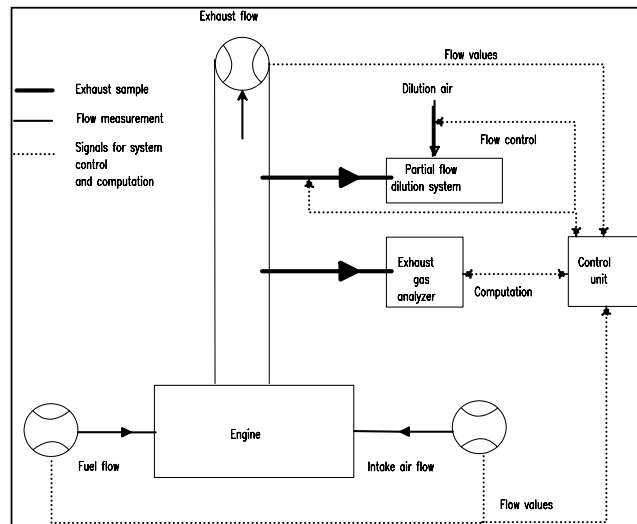 Exhaust flow
Flow values
Exhaust sample
Dilution air
Flow measurement
Flow control
Signals for system
control
and computation
Partial flow
dilution system
Exhaust
gas
analyzer
Control
unit
Computation
Engine
Fuel flow
Intake air flow
Flow values